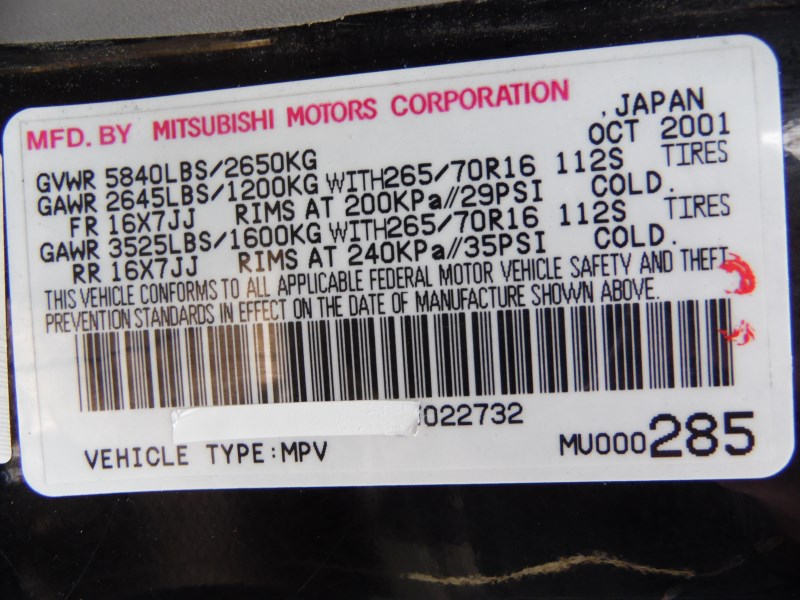 MFD. BY MITSUBISHI MOTORS CORPORATION , JAPAN
OCT 2001
GVWR 5840LBS/2650KG
GAWR 2645LBS/1200KG WITH265/70R16 112S TIRES
FR 16X7JJ RIMS AT 200KPa//29PSI COLD.
GAWR 3525LBS/1600KG WITH265/70R16 112S TIRES
RR 16X7JJ RIMS AT 240KPa//35PSI COLD.
THIS VEHICLE CONFORMS TO ALL APPLICABLE FEDERAL MOTOR VEHICLE SAFETY AND THEFT
PREVENTION STANDARDS IN EFFECT ON THE DATE OF MANUFACTURE SHOWN ABOVE.
022732
VEHICLE TYPE:MPV MU000285